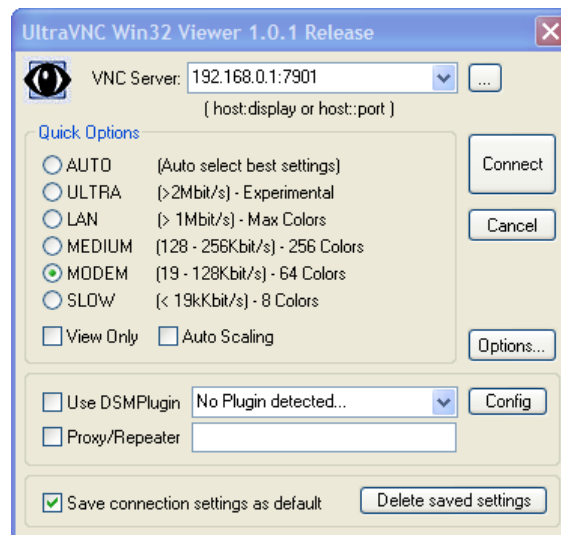 UltraVNC Win32 Viewer 1.0.1 Release
VNC Server: 192.168.0.1:7901 ...
( host:display or host::port )
Quick Options
AUTO (Auto select best settings)
ULTRA (>2Mbit/s) - Experimental
LAN (> 1Mbit/s) - Max Colors
MEDIUM (128 - 256Kbit/s) - 256 Colors
MODEM (19 - 128Kbit/s) - 64 Colors
SLOW (< 19kKbit/s) - 8 Colors
View Only Auto Scaling
Connect
Cancel
Options...
Use DSMPlugin No Plugin detected... Config
Proxy/Repeater
Save connection settings as default Delete saved settings